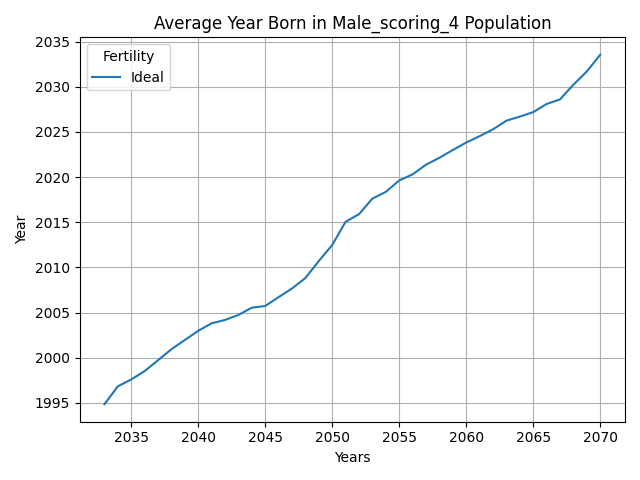 Average Year Born in Male_scoring_4 Population
Fertility
Ideal
Year
2035
2030
2025
2020
2015
2010
2005
2000
1995
2035 2040 2045 2050 2055 2060 2065 2070
Years